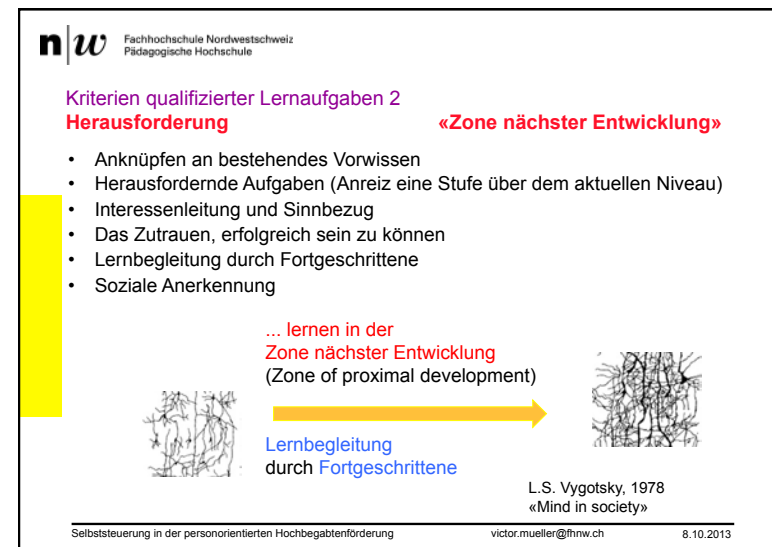 n|w Fachhochschule Nordwestschweiz
Pädagogische Hochschule
Kriterien qualifizierter Lernaufgaben 2
Herausforderung «Zone nächster Entwicklung»
• Anknüpfen an bestehendes Vorwissen
• Herausfordernde Aufgaben (Anreiz eine Stufe über dem aktuellen Niveau)
• Interessenleitung und Sinnbezug
• Das Zutrauen, erfolgreich sein zu können
• Lernbegleitung durch Fortgeschrittene
• Soziale Anerkennung
... lernen in der
Zone nächster Entwicklung
(Zone of proximal development)
Lernbegleitung
durch Fortgeschrittene
L.S. Vygotsky, 1978
«Mind in society»
Selbststeuerung in der personorientierten Hochbegabtenförderung victor.mueller@fhnw.ch 8.10.2013